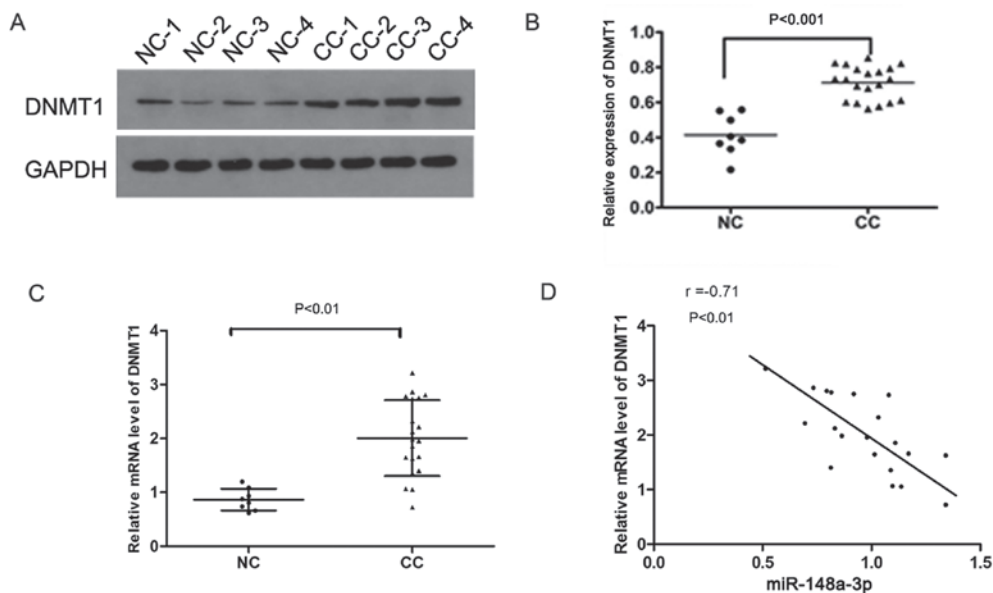 A
NC-1 NC-2 NC-3 NC-4 CC-1 CC-2 CC-3 CC-4
DNMT1
GAPDH
B
P<0.001
Relative expression of DNMT1
1.0
0.8
0.6
0.4
0.2
0.0
NC CC
C
P<0.01
Relative mRNA level of DNMT1
4
3
2
1
0
NC CC
D
r =-0.71
P<0.01
Relative mRNA level of DNMT1
4
3
2
1
0
0.0 0.5 1.0 1.5
miR-148a-3p